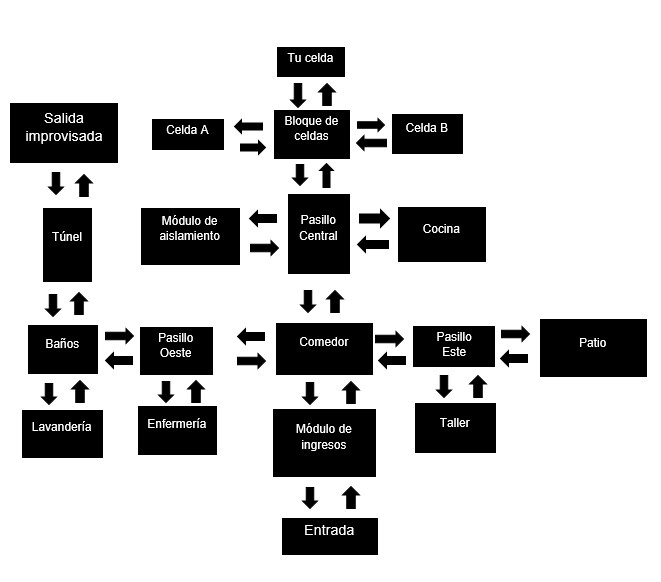 Tu celda
Salida
improvisada
Celda A
Bloque de
celdas
Celda B
Túnel
Módulo de
aislamiento
Pasillo
Central
Cocina
Baños
Pasillo
Oeste
Comedor
Pasillo
Este
Patio
Lavandería
Enfermería
Módulo de
ingresos
Taller
Entrada